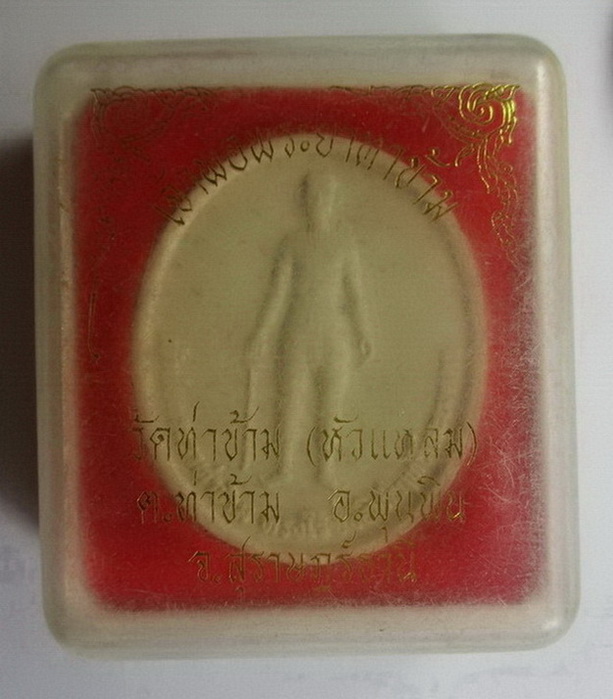 เจ้าพ่อพระยาท่าข้าม
วัดท่าข้าม (หัวแหลม)
ต.ท่าข้าม อ.พุนพิน
จ.สุราษฎร์ธานี